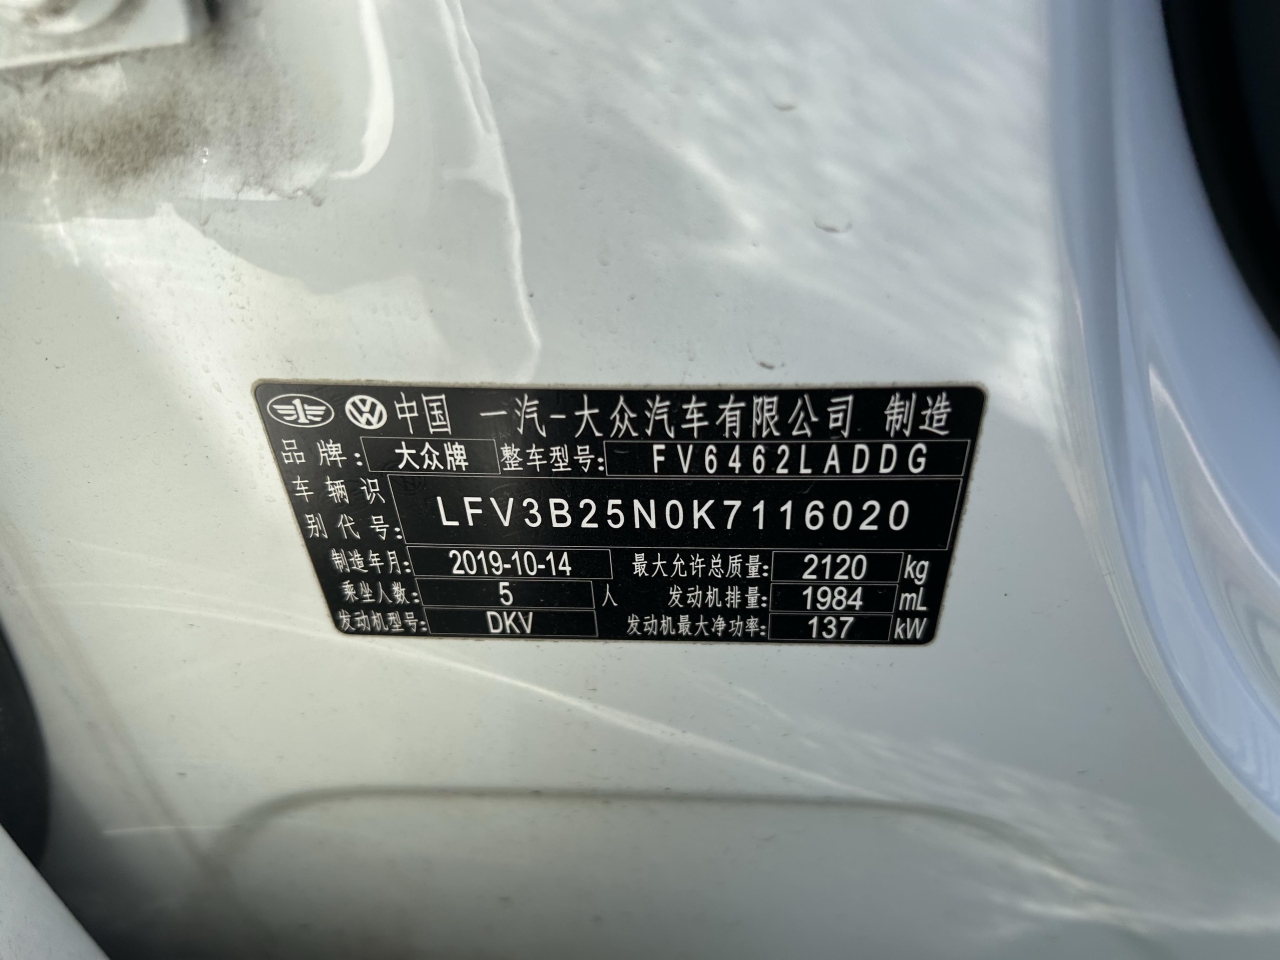 中国 一汽-大众汽车有限公司 制造
品牌: 大众牌 整车型号: FV6462LADDG
车辆识
别代号: LFV3B25N0K7116020
制造年月: 2019-10-14 最大允许总质量: 2120 kg
乘坐人数: 5 人 发动机排量: 1984 mL
发动机型号: DKV 发动机最大净功率: 137 kW